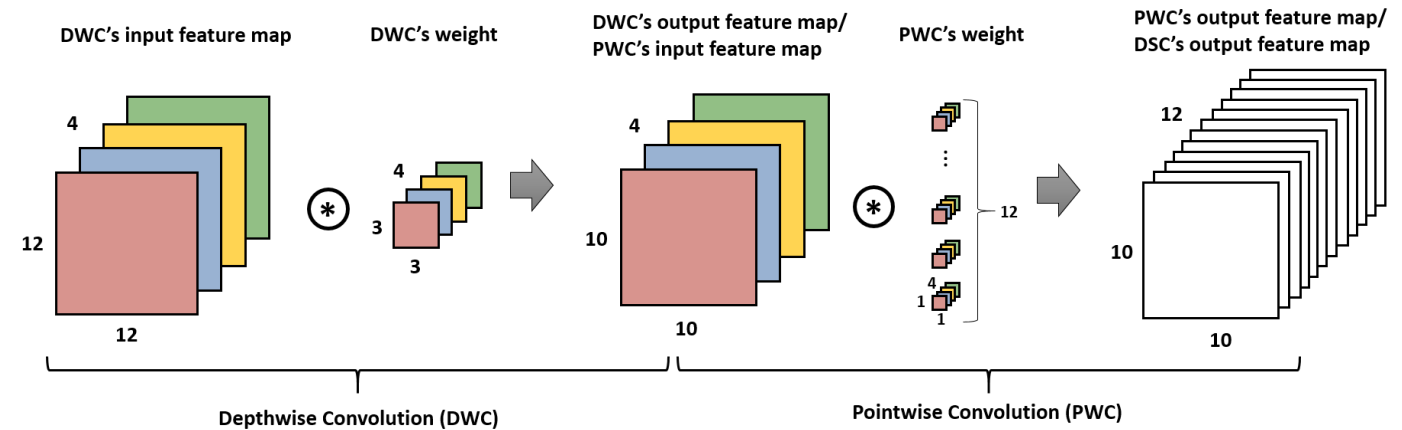 DWC's input feature map
DWC's weight
DWC's output feature map/
PWC's input feature map
PWC's weight
PWC's output feature map/
DSC's output feature map
4
12
12
*
4
3
3
4
10
10
*
...
12
4
1
1
12
10
10
Depthwise Convolution (DWC)
Pointwise Convolution (PWC)